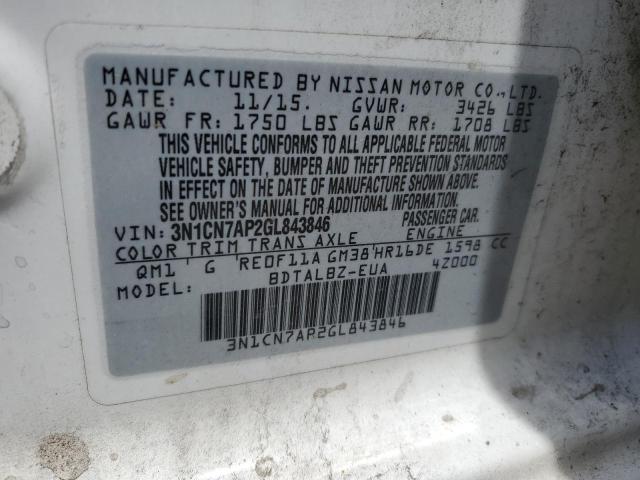 MANUFACTURED BY NISSAN MOTOR CO., LTD.
DATE: 11/15. GVWR: 3426 LBS
GAWR FR: 1750 LBS GAWR RR: 1708 LBS
THIS VEHICLE CONFORMS TO ALL APPLICABLE FEDERAL MOTOR
VEHICLE SAFETY, BUMPER AND THEFT PREVENTION STANDARDS
IN EFFECT ON THE DATE OF MANUFACTURE SHOWN ABOVE.
SEE OWNER'S MANUAL FOR ADDITIONAL INFORMATION.
VIN: 3N1CN7AP2GL843846 PASSENGER CAR.
COLOR TRIM TRANS AXLE ENGINE
QM1 G RE0F11A GM38 HR16DE 1598 CC
MODEL: BDTALBZ-EUA 4Z000
3N1CN7AP2GL843846